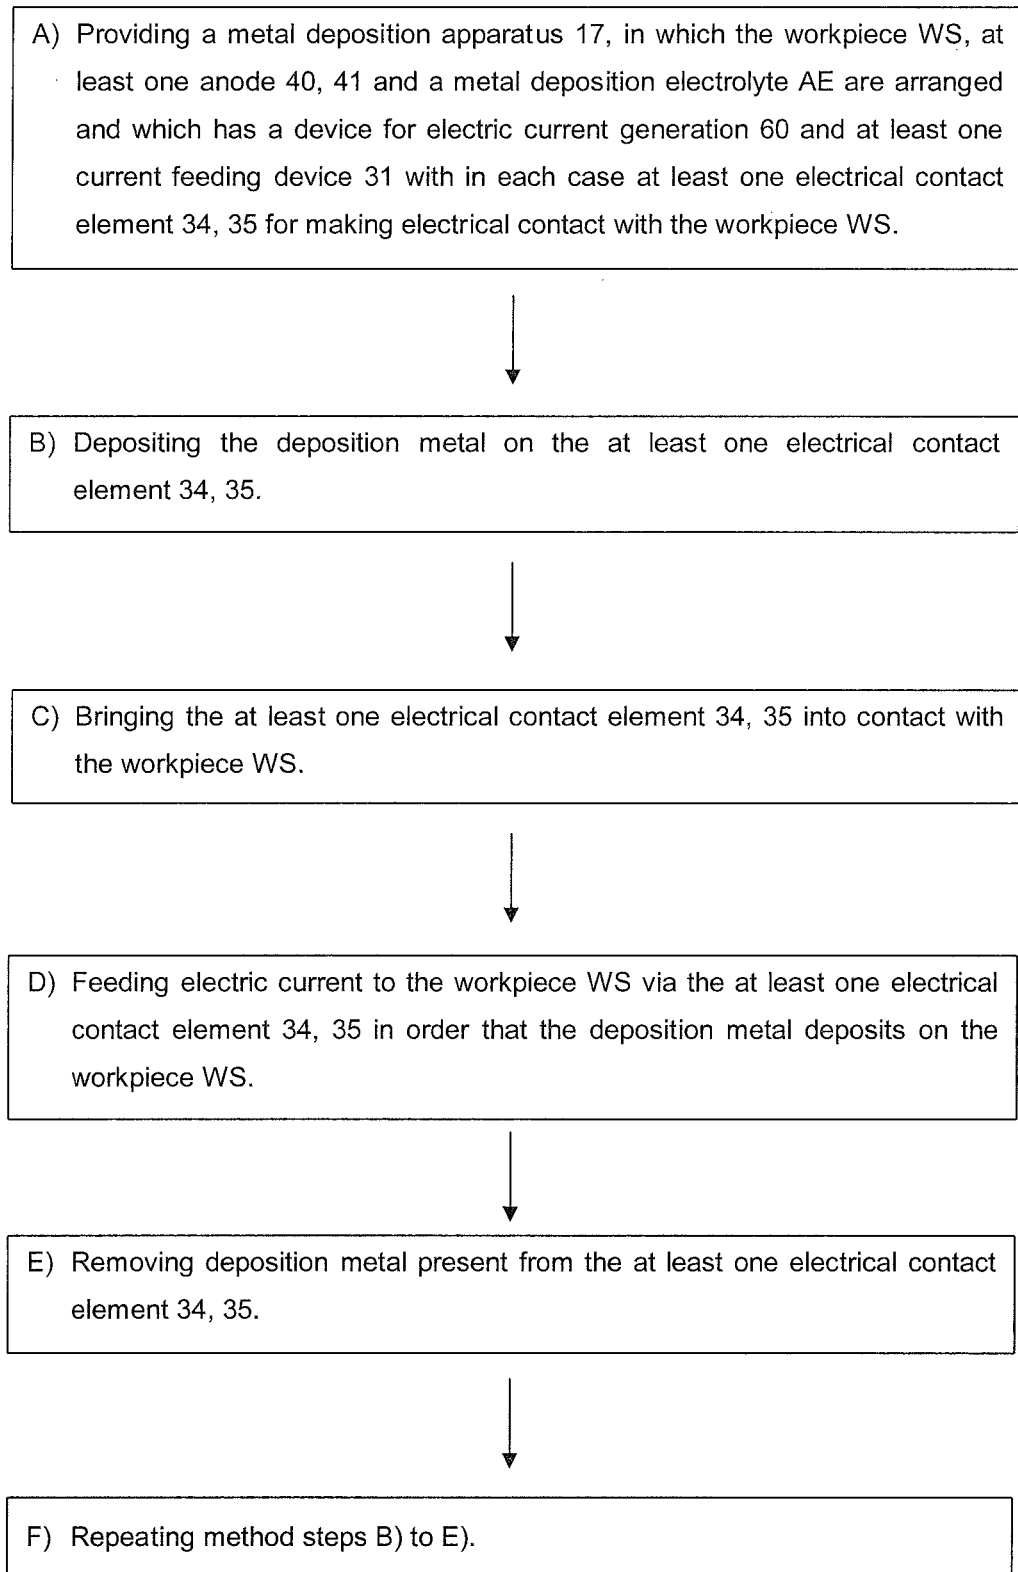 A) Providing a metal deposition apparatus 17, in which the workpiece WS, at
least one anode 40, 41 and a metal deposition electrolyte AE are arranged
and which has a device for electric current generation 60 and at least one
current feeding device 31 with in each case at least one electrical contact
element 34, 35 for making electrical contact with the workpiece WS.
B) Depositing the deposition metal on the at least one electrical contact
element 34, 35.
C) Bringing the at least one electrical contact element 34, 35 into contact with
the workpiece WS.
D) Feeding electric current to the workpiece WS via the at least one electrical
contact element 34, 35 in order that the deposition metal deposits on the
workpiece WS.
E) Removing deposition metal present from the at least one electrical contact
element 34, 35.
F) Repeating method steps B) to E).